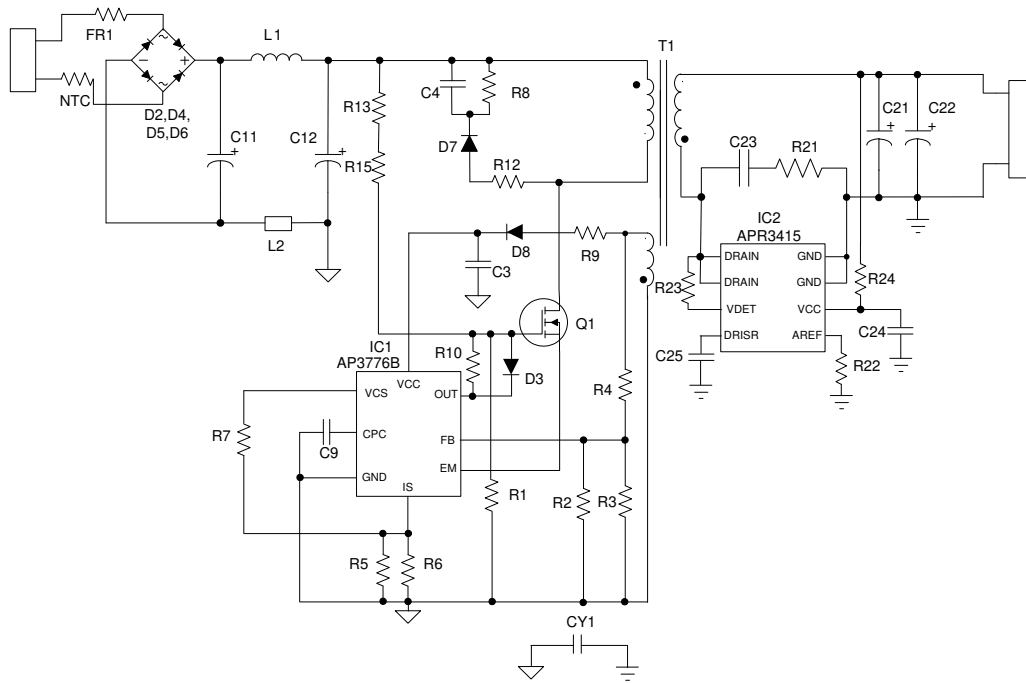 FR1
L1
T1
NTC
D2,D4,
D5,D6
C11
C12
R13
R15
C4
R8
D7
R12
C21
C22
C23
R21
IC2
APR3415
DRAIN
DRAIN
VDET
DRISR
GND
GND
VCC
AREF
R23
C25
R24
C24
R22
L2
C3
D8
R9
Q1
R10
D3
IC1
AP3776B
VCS
VCC
OUT
CPC
FB
GND
EM
IS
R7
C9
R4
R1
R2
R3
R5
R6
CY1